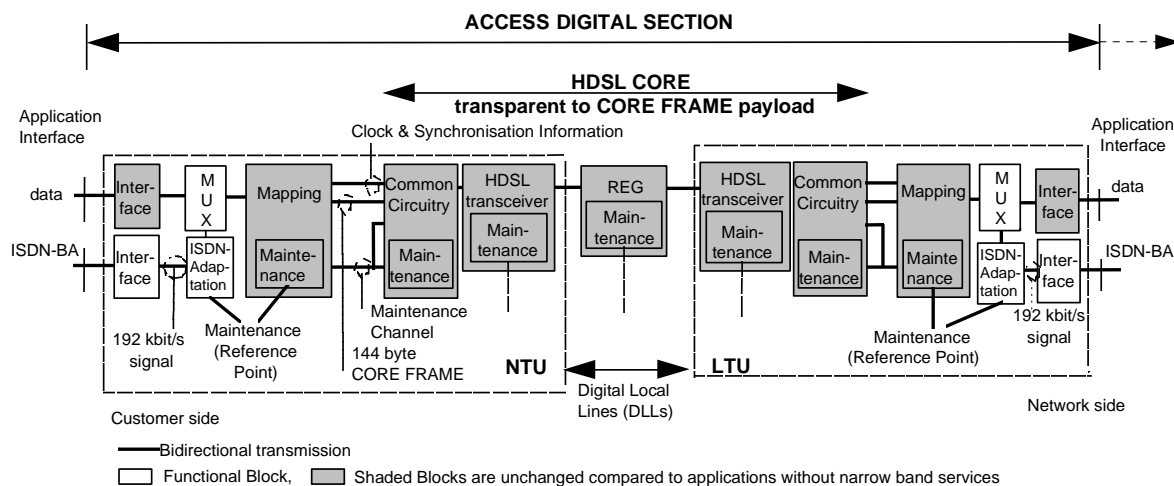 ACCESS DIGITAL SECTION
HDSL CORE
transparent to CORE FRAME payload
Application
Interface
Clock & Synchronisation Information
Application
Interface
data
ISDN-BA
Inter-
face
Inter-
face
M
U
X
ISDN-
Adap-
tation
Mapping
Mainte-
nance
Common
Circuitry
Main-
tenance
HDSL
transceiver
Main-
tenance
REG
Main-
tenance
HDSL
transceiver
Main-
tenance
Common
Circuitry
Main-
tenance
Mapping
Mainte
nance
M
U
X
ISDN-
Adap-
tation
Inter-
face
Inter-
face
data
ISDN-BA
192 kbit/s
signal
Maintenance
(Reference
Point)
Maintenance
Channel
144 byte
CORE FRAME
NTU
Digital Local
Lines (DLLs)
LTU
Maintenance
(Reference Point)
192 kbit/s
signal
Customer side
Network side
Bidirectional transmission
Functional Block,
Shaded Blocks are unchanged compared to applications without narrow band services